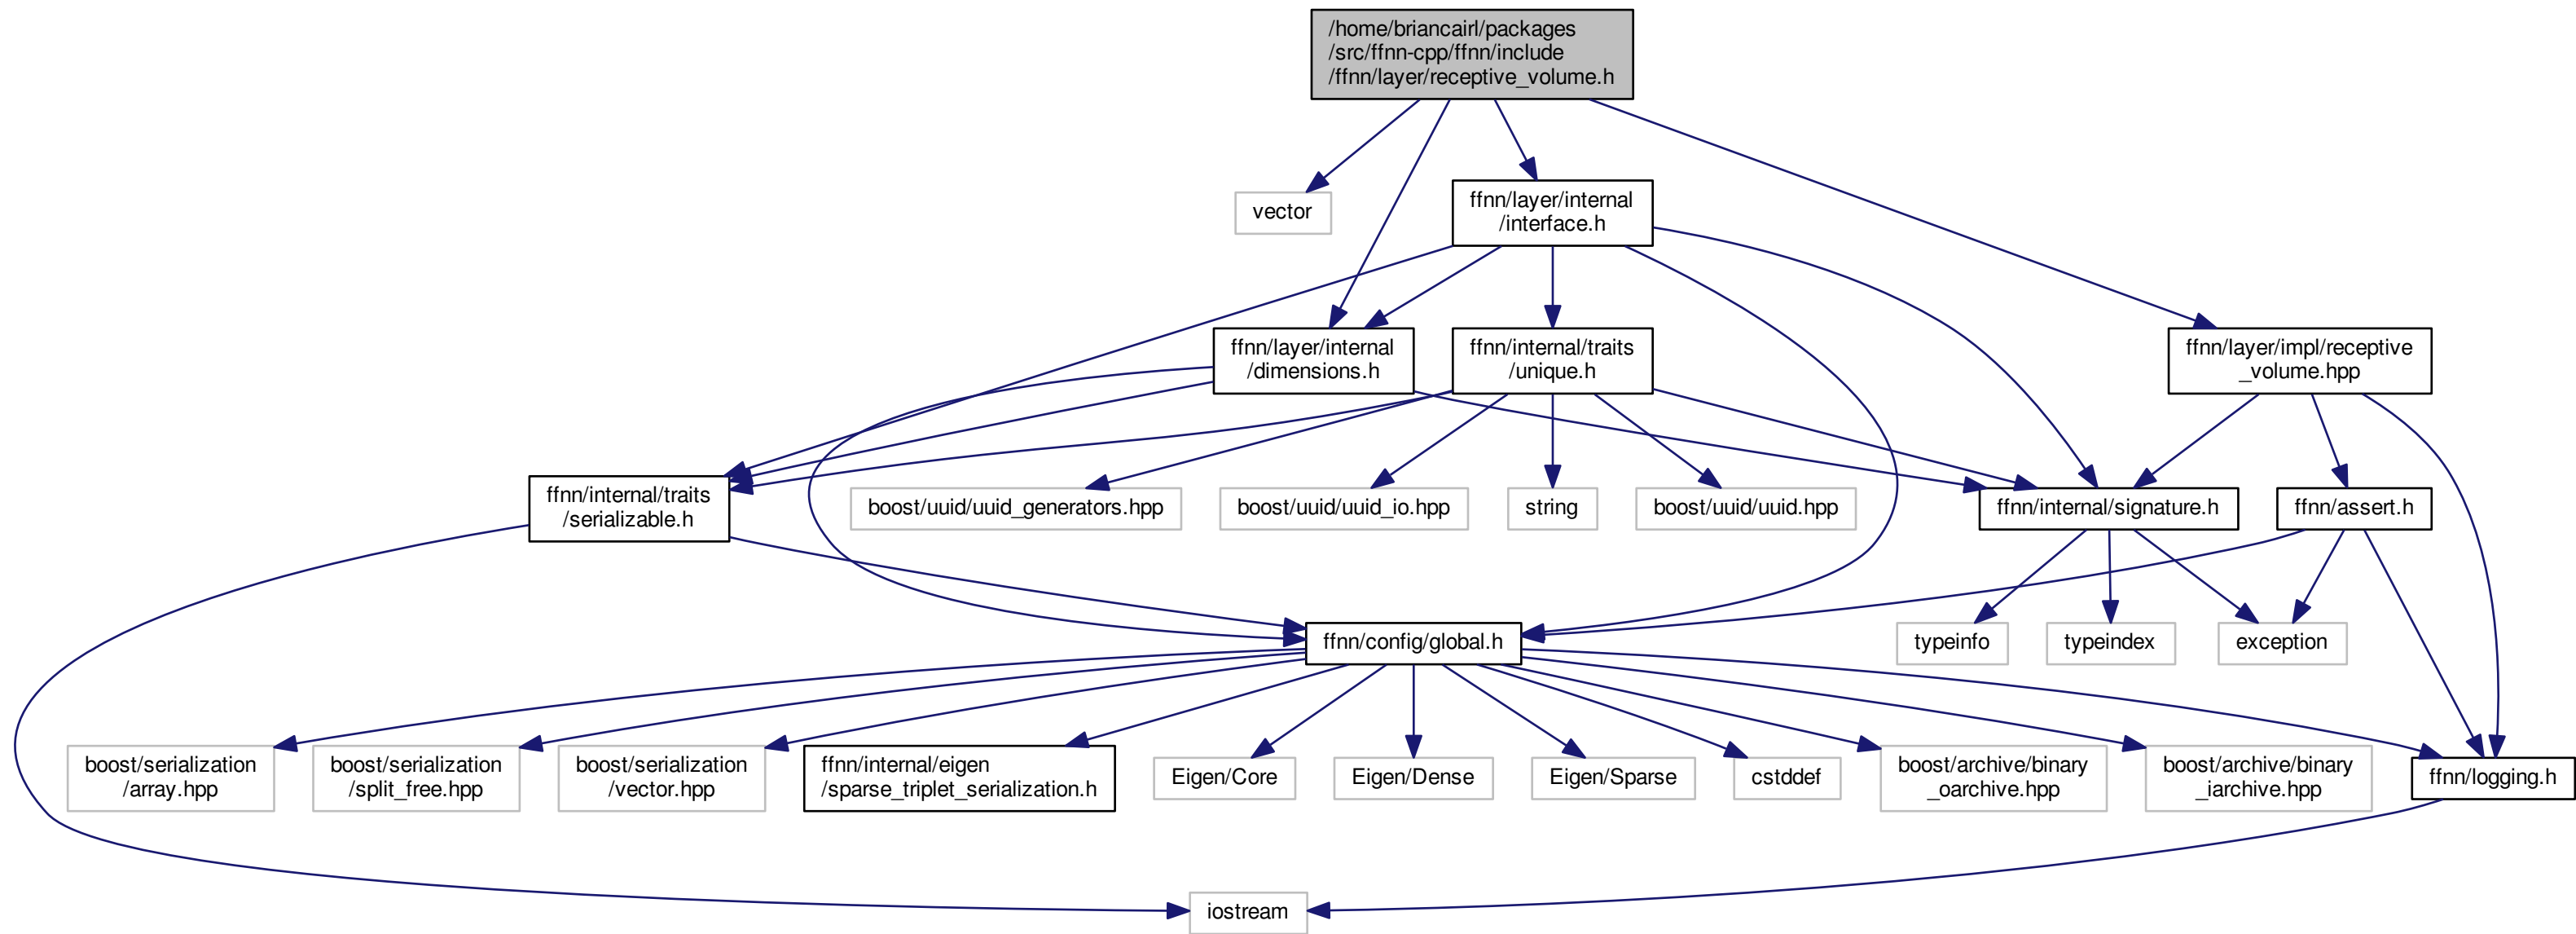 /home/briancairl/packages
/src/ffnn-cpp/ffnn/include
/ffnn/layer/receptive_volume.h
vector
ffnn/layer/internal
/interface.h
ffnn/layer/internal
/dimensions.h
ffnn/internal/traits
/unique.h
ffnn/layer/impl/receptive
_volume.hpp
ffnn/internal/traits
/serializable.h
boost/uuid/uuid_generators.hpp
boost/uuid/uuid_io.hpp
string
boost/uuid/uuid.hpp
ffnn/internal/signature.h
ffnn/assert.h
ffnn/config/global.h
typeinfo
typeindex
exception
boost/serialization
/array.hpp
boost/serialization
/split_free.hpp
boost/serialization
/vector.hpp
ffnn/internal/eigen
/sparse_triplet_serialization.h
Eigen/Core
Eigen/Dense
Eigen/Sparse
cstddef
boost/archive/binary
_oarchive.hpp
boost/archive/binary
_iarchive.hpp
ffnn/logging.h
iostream